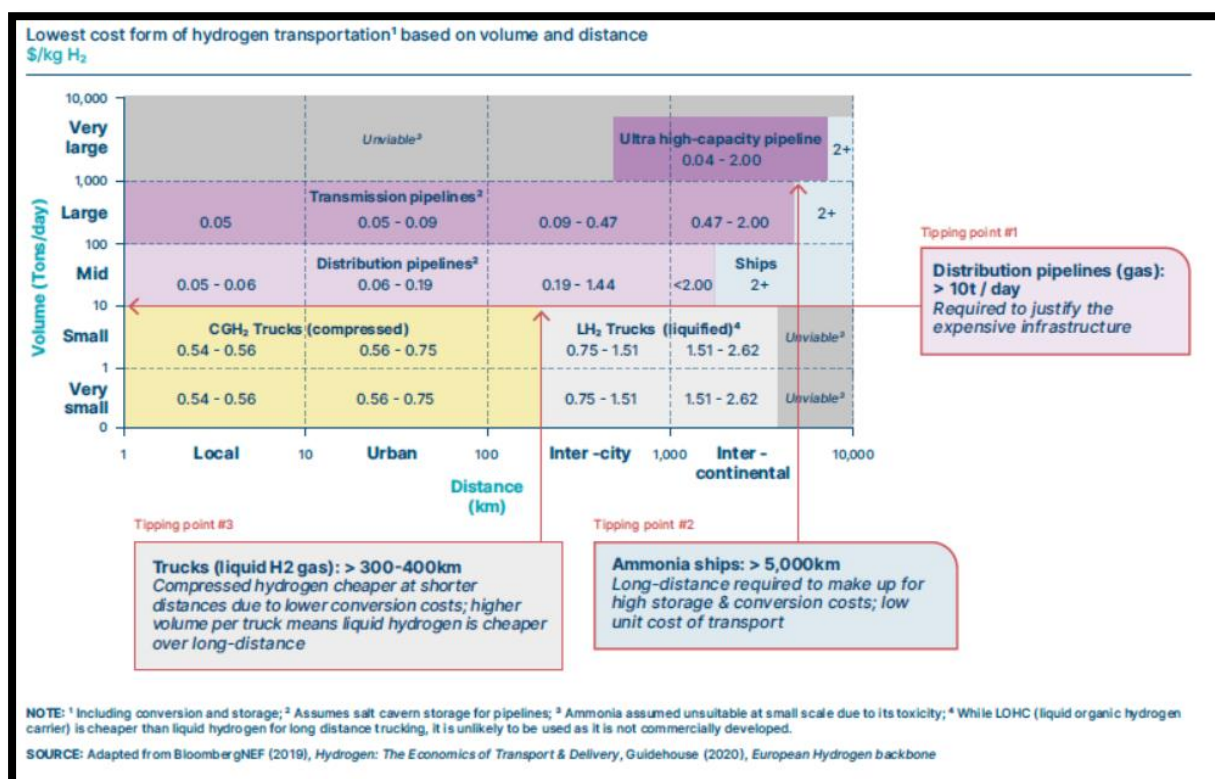 Lowest cost form of hydrogen transportation¹ based on volume and distance
$/kg H₂
Volume (Tons/day)
10,000
Very
large
Unviable³
Ultra high-capacity pipeline
0.04 - 2.00
2+
1,000
Large
Transmission pipelines²
0.05
0.05 - 0.09
0.09 - 0.47
0.47 - 2.00
2+
100
Mid
Distribution pipelines²
Ships
0.05 - 0.06
0.06 - 0.19
0.19 - 1.44
<2.00
2+
10
Small
CGH₂ Trucks (compressed)
LH₂ Trucks (liquified)⁴
0.54 - 0.56
0.56 - 0.75
0.75 - 1.51
1.51 - 2.62
Unviable³
1
Very
small
0.54 - 0.56
0.56 - 0.75
0.75 - 1.51
1.51 - 2.62
Unviable³
0
1
Local
10
Urban
100
Inter -city
1,000
Inter -
continental
10,000
Distance
(km)
Tipping point #1
Distribution pipelines (gas):
> 10t / day
Required to justify the
expensive infrastructure
Tipping point #3
Trucks (liquid H2 gas): > 300-400km
Compressed hydrogen cheaper at shorter
distances due to lower conversion costs; higher
volume per truck means liquid hydrogen is cheaper
over long-distance
Tipping point #2
Ammonia ships: > 5,000km
Long-distance required to make up for
high storage & conversion costs; low
unit cost of transport
NOTE: ¹ Including conversion and storage; ² Assumes salt cavern storage for pipelines; ³ Ammonia assumed unsuitable at small scale due to its toxicity; ⁴ While LOHC (liquid organic hydrogen
carrier) is cheaper than liquid hydrogen for long distance trucking, it is unlikely to be used as it is not commercially developed.
SOURCE: Adapted from BloombergNEF (2019), Hydrogen: The Economics of Transport & Delivery, Guidehouse (2020), European Hydrogen backbone